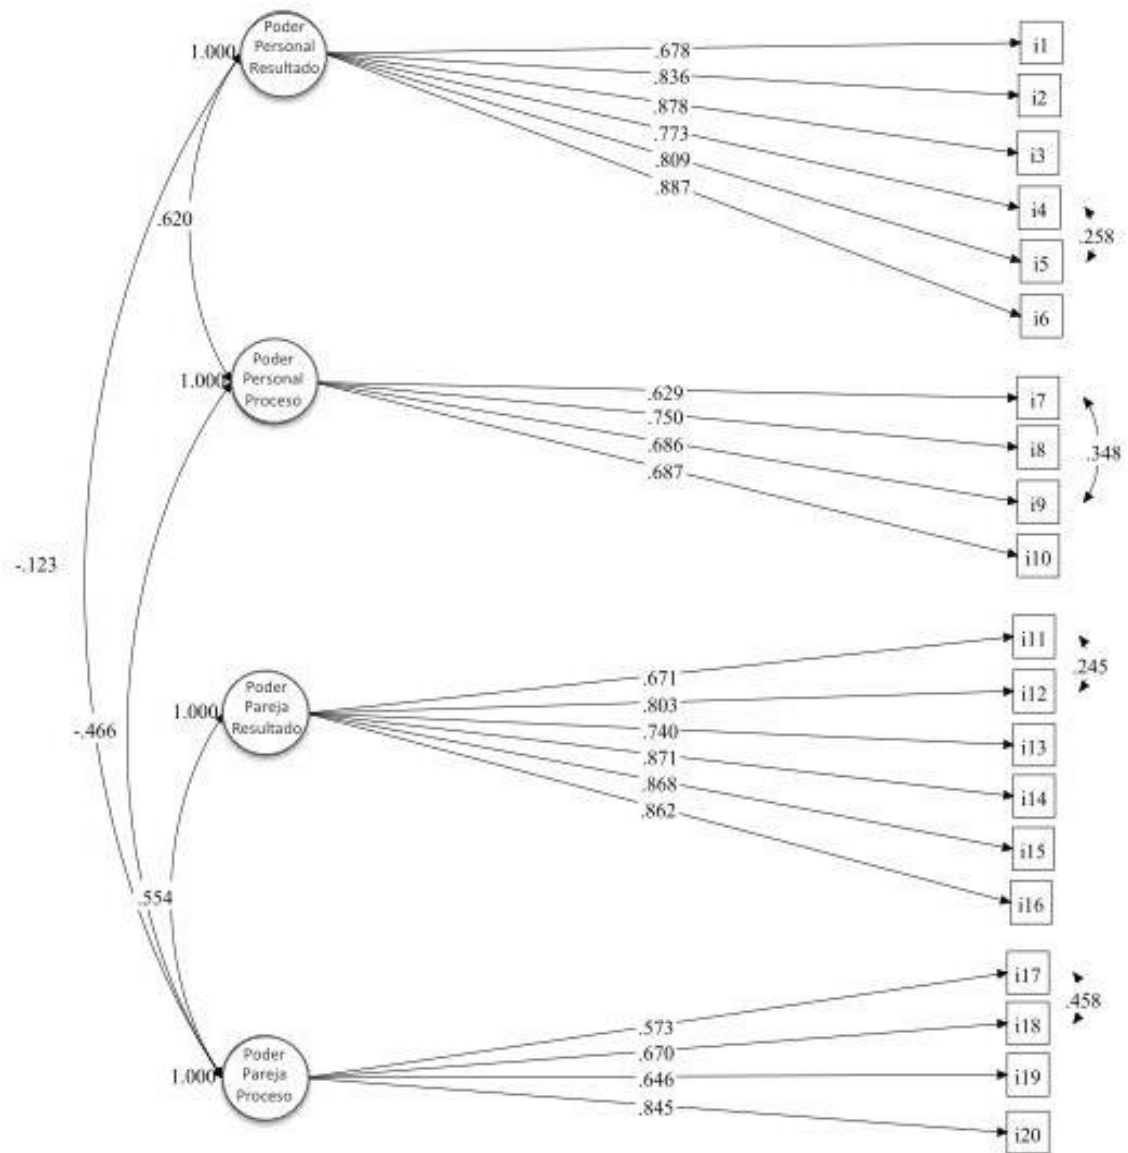 Poder
Personal
Resultado
1.000
.678
.836
.878
.773
.809
.887
i1
i2
i3
i4
i5
i6
.258
.620
Poder
Personal
Proceso
1.000
.629
.750
.686
.687
i7
i8
i9
i10
.348
-.123
-.466
Poder
Pareja
Resultado
1.000
.671
.803
.740
.871
.868
.862
i11
i12
i13
i14
i15
i16
.245
.554
Poder
Pareja
Proceso
1.000
.573
.670
.646
.845
i17
i18
i19
i20
.458